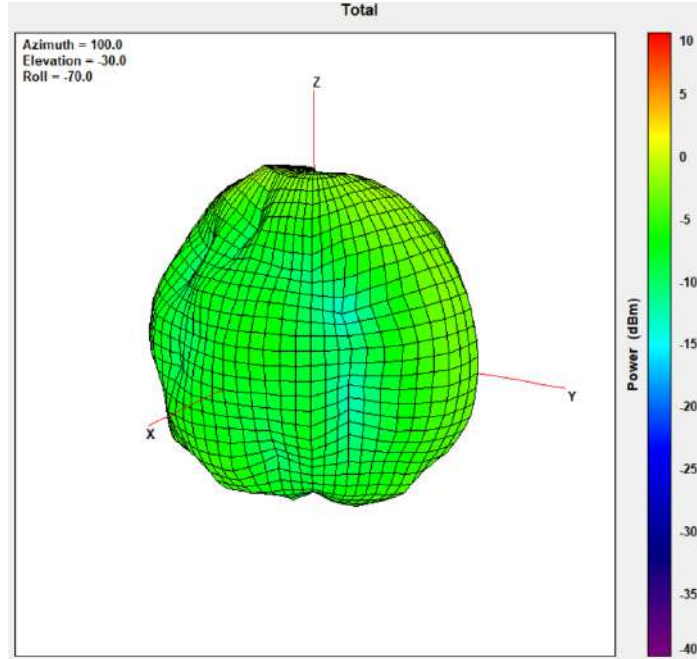 Total
Azimuth = 100.0
Elevation = -30.0
Roll = -70.0
Z
Y
X
10
5
0
-5
-10
-15
-20
-25
-30
-35
-40
Power (dBm)